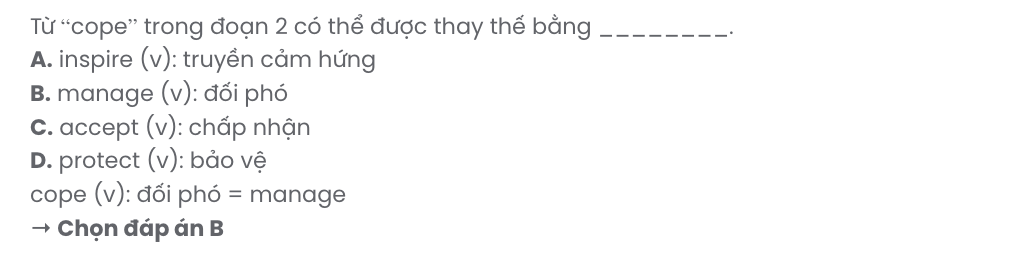 Từ “cope” trong đoạn 2 có thể được thay thế bằng ________.
A. inspire (v): truyền cảm hứng
B. manage (v): đối phó
C. accept (v): chấp nhận
D. protect (v): bảo vệ
cope (v): đối phó = manage
→ Chọn đáp án B